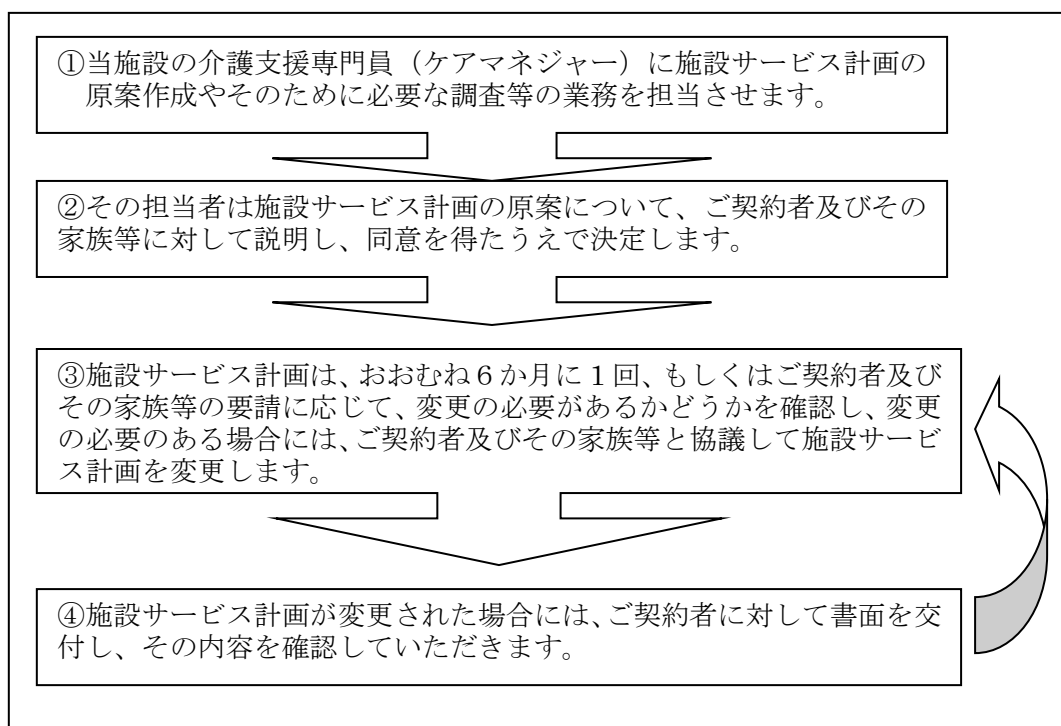 ①当施設の介護支援専門員（ケアマネジャー）に施設サービス計画の
原案作成やそのために必要な調査等の業務を担当させます。
②その担当者は施設サービス計画の原案について、ご契約者及びその
家族等に対して説明し、同意を得たうえで決定します。
③施設サービス計画は、おおむね６か月に１回、もしくはご契約者及び
その家族等の要請に応じて、変更の必要があるかどうかを確認し、変更
の必要のある場合には、ご契約者及びその家族等と協議して施設サービ
ス計画を変更します。
④施設サービス計画が変更された場合には、ご契約者に対して書面を交
付し、その内容を確認していただきます。